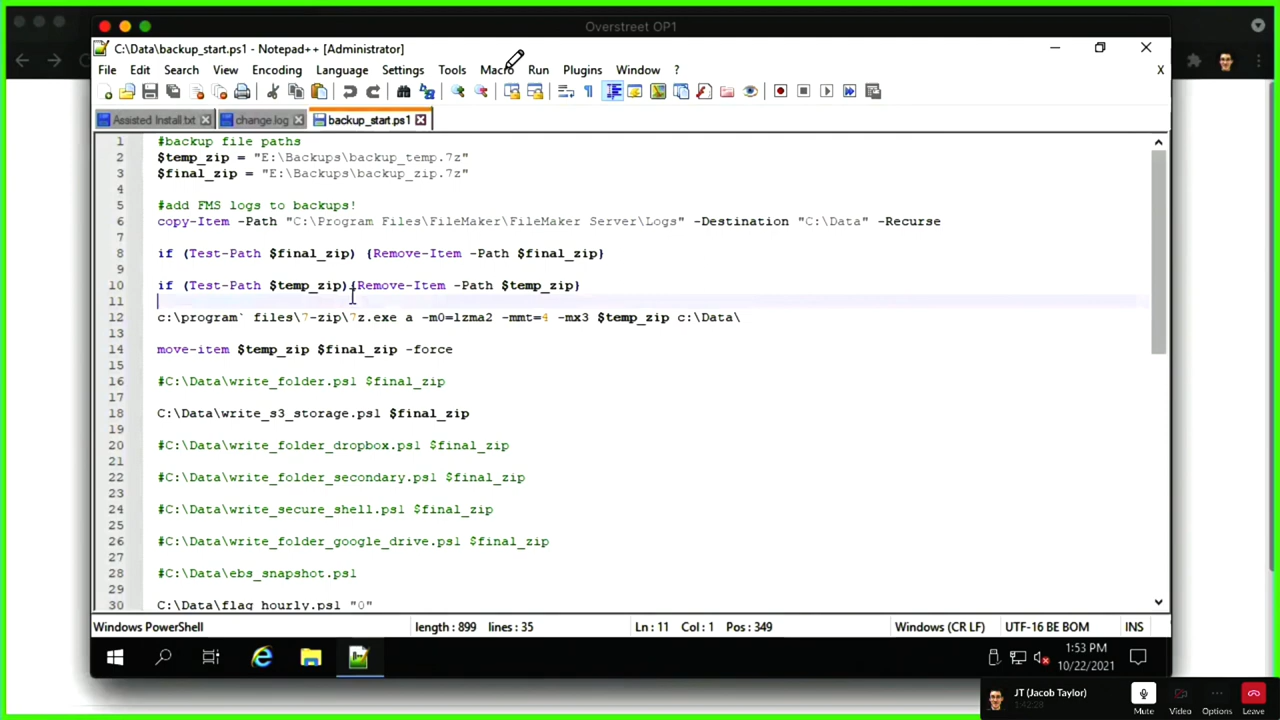 Overstreet OP1
C:\Data\backup_start.ps1 - Notepad++ [Administrator]
File Edit Search View Encoding Language Settings Tools Macro Run Plugins Window ? X
Assisted Install.txt change.log backup_start.ps1
1 #backup file paths
2 $temp_zip = "E:\Backups\backup_temp.7z"
3 $final_zip = "E:\Backups\backup_zip.7z"
4
5 #add FMS logs to backups!
6 copy-Item -Path "C:\Program Files\FileMaker\FileMaker Server\Logs" -Destination "C:\Data" -Recurse
7
8 if (Test-Path $final_zip) {Remove-Item -Path $final_zip}
9
10 if (Test-Path $temp_zip){Remove-Item -Path $temp_zip}
11
12 c:\program` files\7-zip\7z.exe a -m0=lzma2 -mmt=4 -mx3 $temp_zip c:\Data\
13
14 move-item $temp_zip $final_zip -force
15
16 #C:\Data\write_folder.ps1 $final_zip
17
18 C:\Data\write_s3_storage.ps1 $final_zip
19
20 #C:\Data\write_folder_dropbox.ps1 $final_zip
21
22 #C:\Data\write_folder_secondary.ps1 $final_zip
23
24 #C:\Data\write_secure_shell.ps1 $final_zip
25
26 #C:\Data\write_folder_google_drive.ps1 $final_zip
27
28 #C:\Data\ebs_snapshot.ps1
29
30 C:\Data\flag_hourly.ps1 "0"
Windows PowerShell length : 899 lines : 35 Ln : 11 Col : 1 Pos : 349 Windows (CR LF) UTF-16 BE BOM INS
1:53 PM
10/22/2021
JT (Jacob Taylor)
1:42:28
Mute Video Options Leave